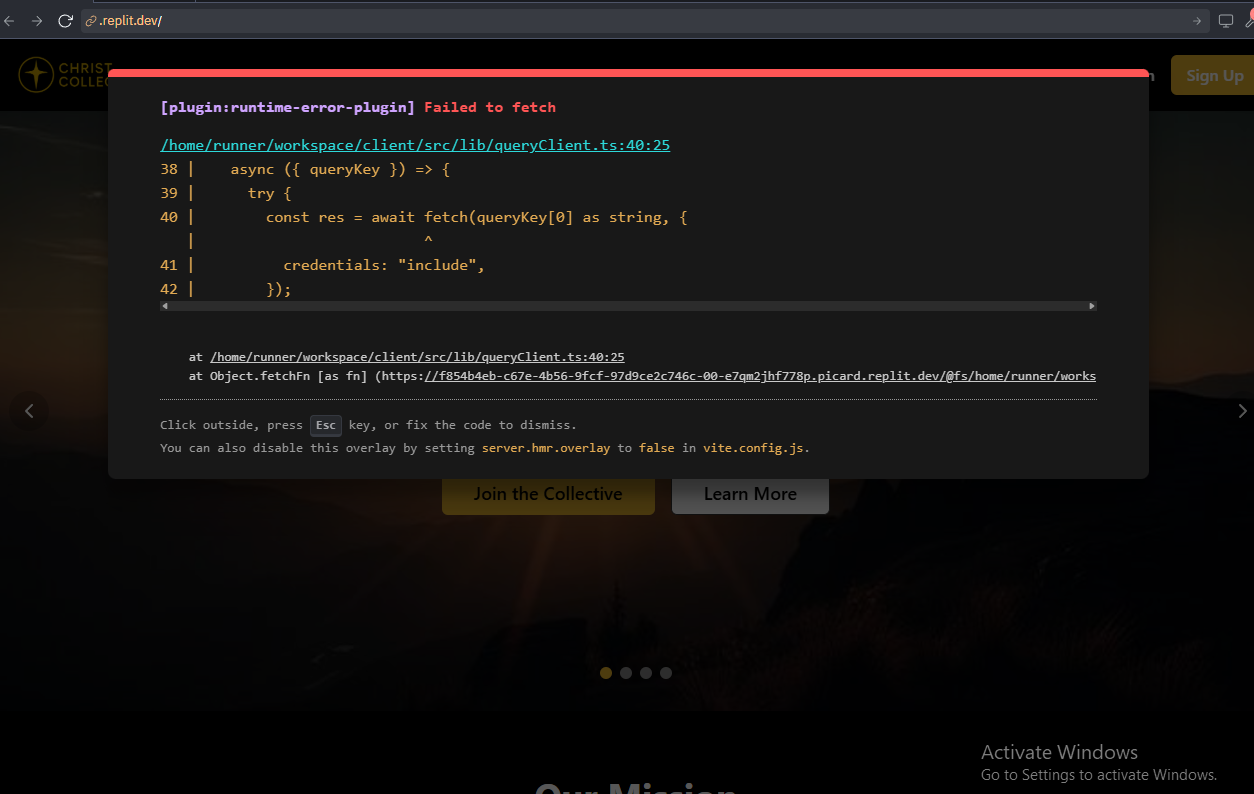 .replit.dev/
CHRIST
COLLEC
Sign Up
[plugin:runtime-error-plugin] Failed to fetch
/home/runner/workspace/client/src/lib/queryClient.ts:40:25
38 |    async ({ queryKey }) => {
39 |      try {
40 |        const res = await fetch(queryKey[0] as string, {
|                          ^
41 |          credentials: "include",
42 |        });
at /home/runner/workspace/client/src/lib/queryClient.ts:40:25
at Object.fetchFn [as fn] (https://f854b4eb-c67e-4b56-9fcf-97d9ce2c746c-00-e7qm2jhf778p.picard.replit.dev/@fs/home/runner/works
Click outside, press Esc key, or fix the code to dismiss.
You can also disable this overlay by setting server.hmr.overlay to false in vite.config.js.
Join the Collective
Learn More
Our Mission
Activate Windows
Go to Settings to activate Windows.